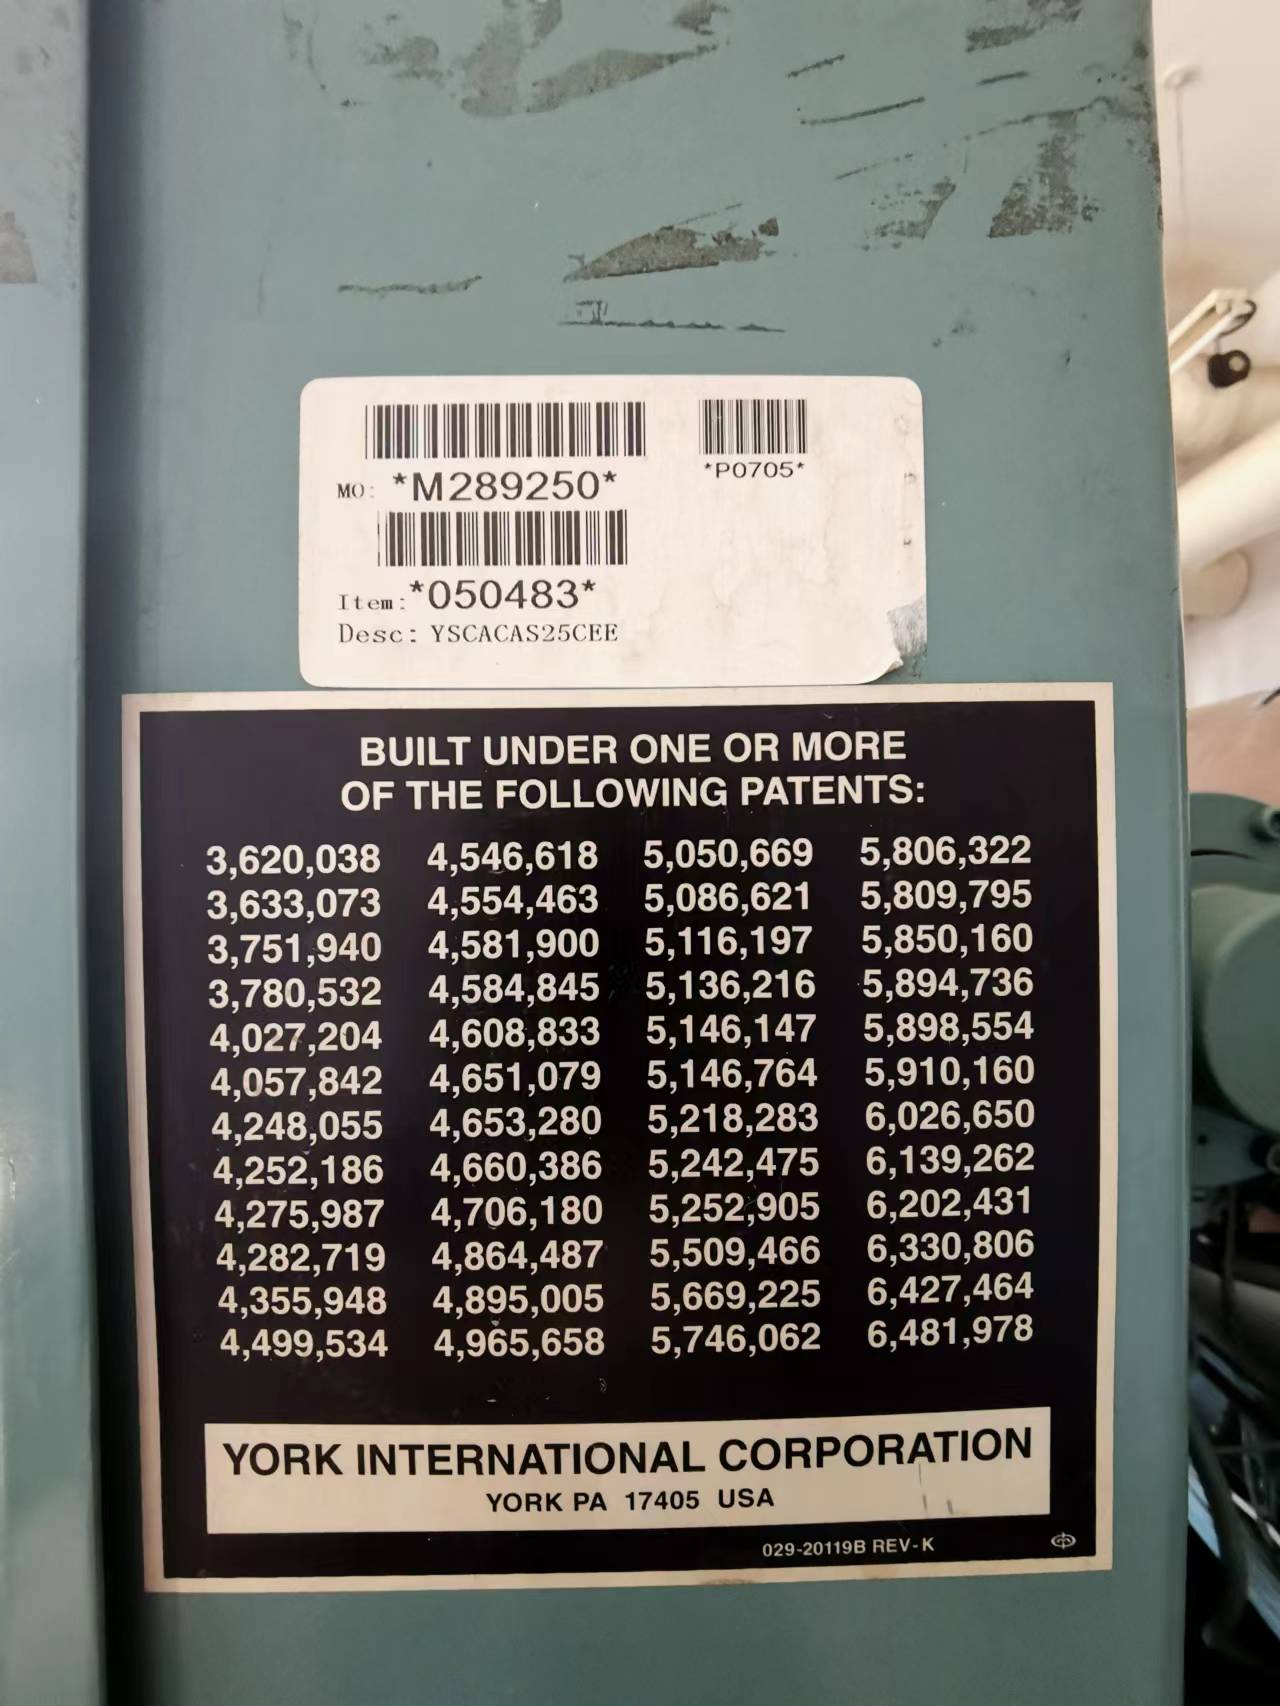 *M289250*
MO:
*P0705*
*050483*
Item:
Desc: YSCACAS25CEE
BUILT UNDER ONE OR MORE
OF THE FOLLOWING PATENTS:
3,620,038 4,546,618 5,050,669 5,806,322
3,633,073 4,554,463 5,086,621 5,809,795
3,751,940 4,581,900 5,116,197 5,850,160
3,780,532 4,584,845 5,136,216 5,894,736
4,027,204 4,608,833 5,146,147 5,898,554
4,057,842 4,651,079 5,146,764 5,910,160
4,248,055 4,653,280 5,218,283 6,026,650
4,252,186 4,660,386 5,242,475 6,139,262
4,275,987 4,706,180 5,252,905 6,202,431
4,282,719 4,864,487 5,509,466 6,330,806
4,355,948 4,895,005 5,669,225 6,427,464
4,499,534 4,965,658 5,746,062 6,481,978
YORK INTERNATIONAL CORPORATION
YORK PA 17405 USA
029-20119B REV-K